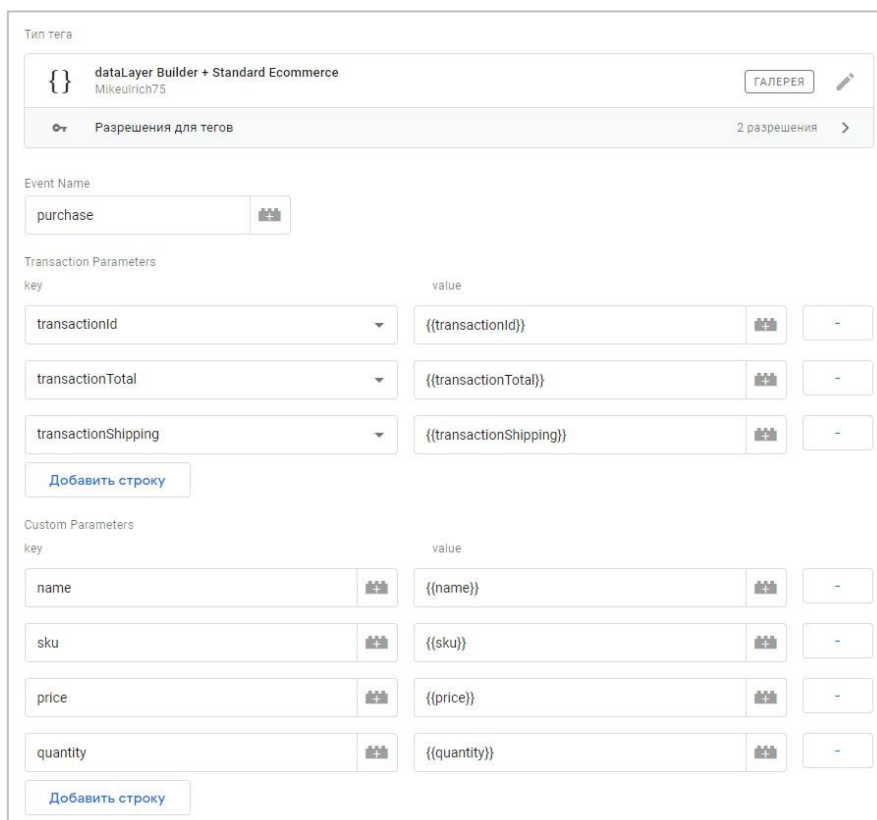 Тип тега
{} dataLayer Builder + Standard Ecommerce
Mikeulrich75
ГАЛЕРЕЯ
Разрешения для тегов 2 разрешения
Event Name
purchase
Transaction Parameters
key value
transactionId {{transactionId}} -
transactionTotal {{transactionTotal}} -
transactionShipping {{transactionShipping}} -
Добавить строку
Custom Parameters
key value
name {{name}} -
sku {{sku}} -
price {{price}} -
quantity {{quantity}} -
Добавить строку